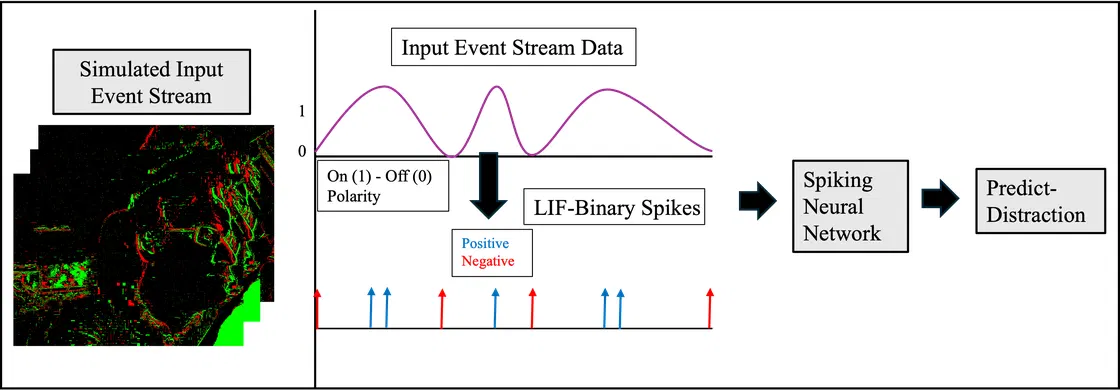 Simulated Input
Event Stream
Input Event Stream Data
1
0
On (1) - Off (0)
Polarity
LIF-Binary Spikes
Positive
Negative
Spiking
Neural
Network
Predict-
Distraction